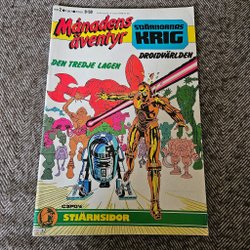 Månadens
äventyr
STJÄRNORNAS
KRIG
DEN TREDJE LAGEN
DROIDVÄRLDEN
C3PO's
STJÄRNSIDOR